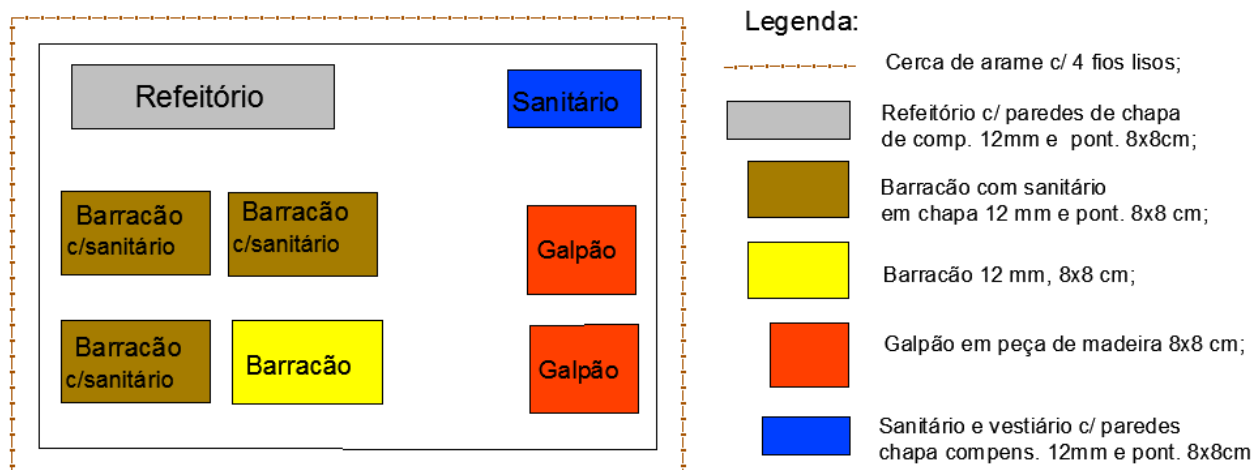 Refeitório
Sanitário
Barracão
c/sanitário
Barracão
c/sanitário
Galpão
Barracão
c/sanitário
Barracão
Galpão
Legenda:
Cerca de arame c/ 4 fios lisos;
Refeitório c/ paredes de chapa
de comp. 12mm e pont. 8x8cm;
Barracão com sanitário
em chapa 12 mm e pont. 8x8 cm;
Barracão 12 mm, 8x8 cm;
Galpão em peça de madeira 8x8 cm;
Sanitário e vestiário c/ paredes
chapa compens. 12mm e pont. 8x8cm